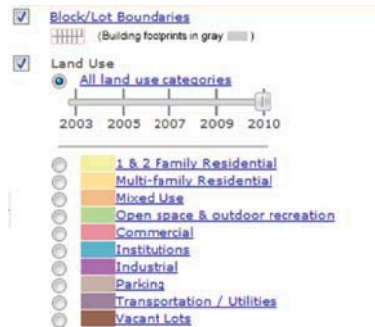 Block/Lot Boundaries
(Building footprints in gray )
Land Use
All land use categories
2003 2005 2007 2009 2010
1 & 2 Family Residential
Multi-family Residential
Mixed Use
Open space & outdoor recreation
Commercial
Institutions
Industrial
Parking
Transportation / Utilities
Vacant Lots